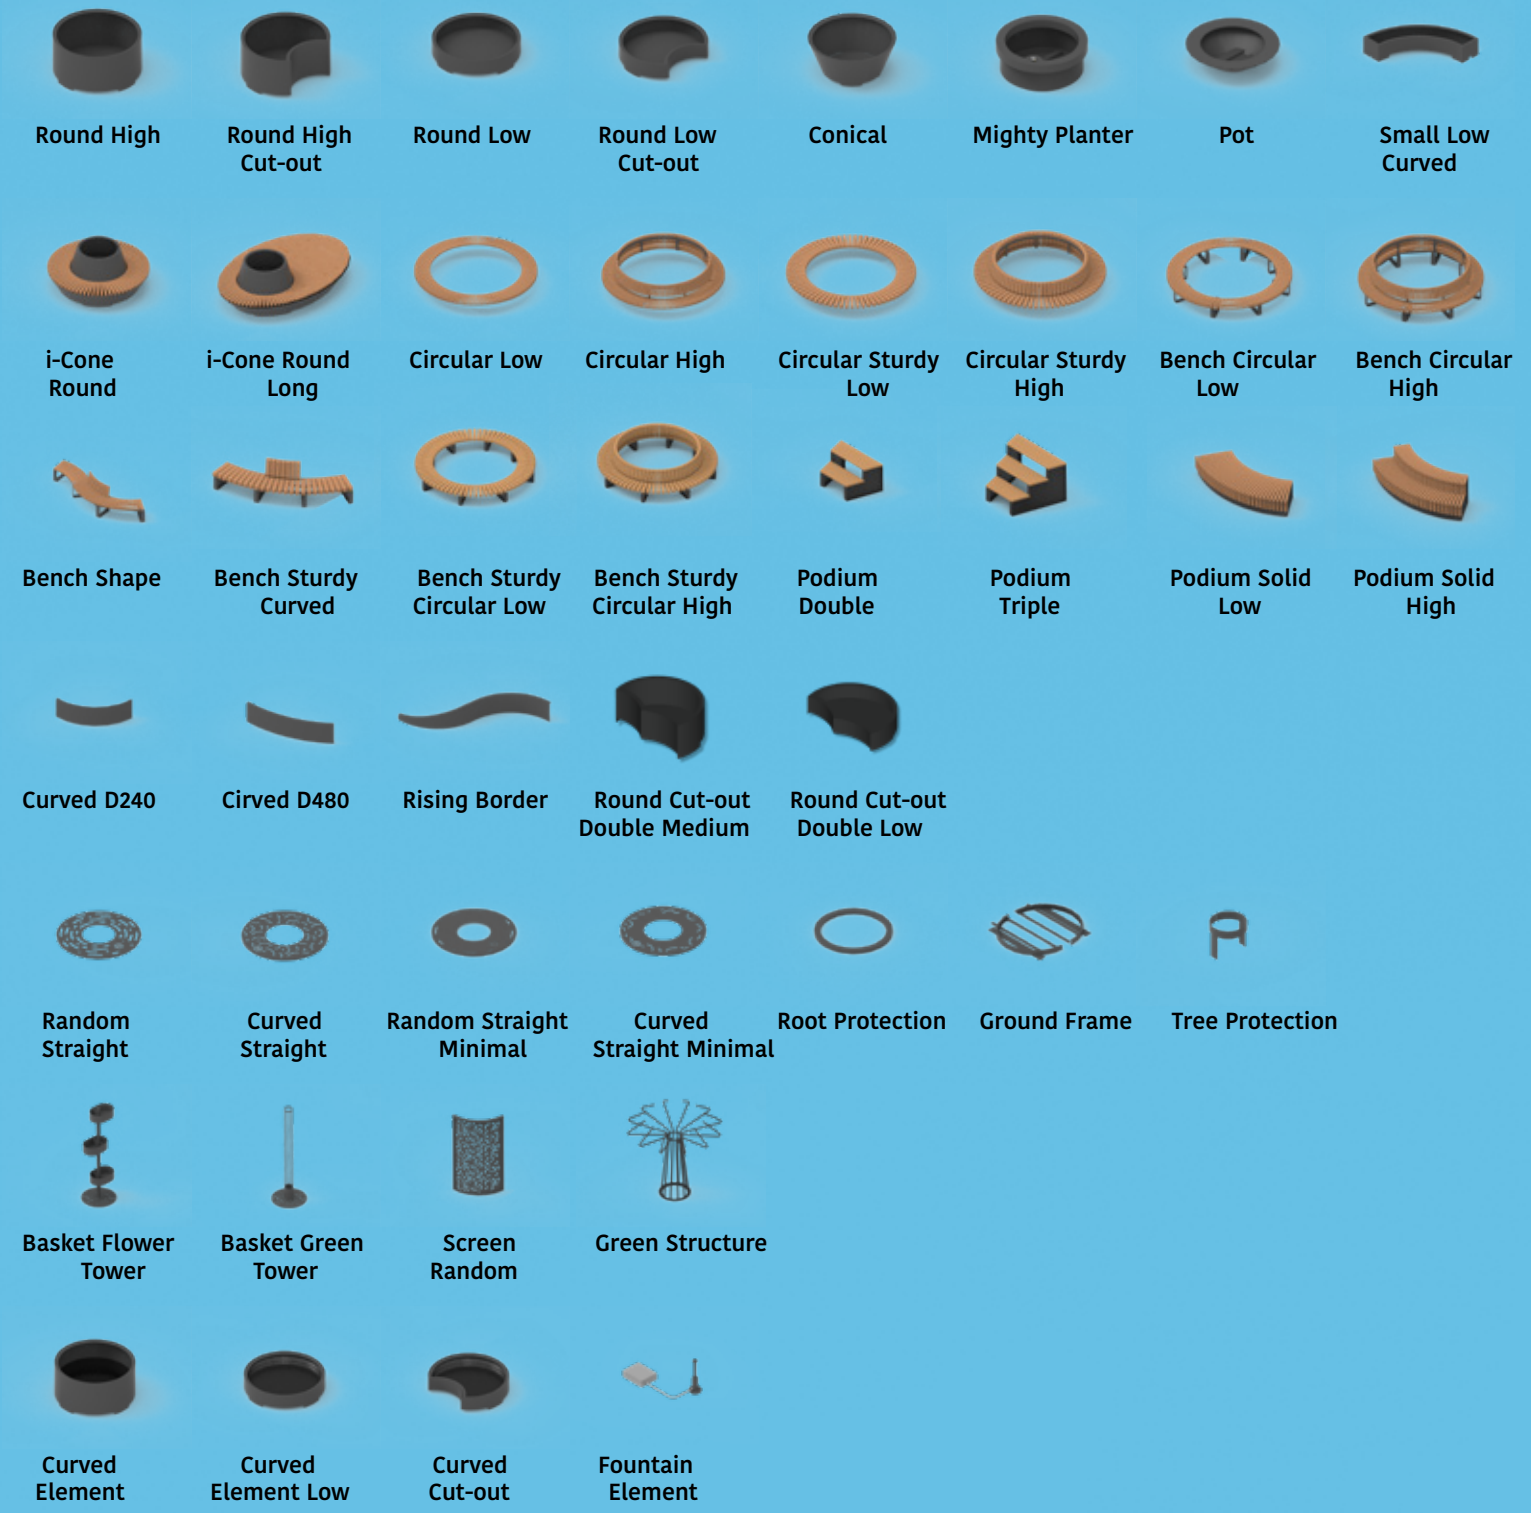 Round High
Round High
Cut-out
Round Low
Round Low
Cut-out
Conical
Mighty Planter
Pot
Small Low
Curved
i-Cone
Round
i-Cone Round
Long
Circular Low
Circular High
Circular Sturdy
Low
Circular Sturdy
High
Bench Circular
Low
Bench Circular
High
Bench Shape
Bench Sturdy
Curved
Bench Sturdy
Circular Low
Bench Sturdy
Circular High
Podium
Double
Podium
Triple
Podium Solid
Low
Podium Solid
High
Curved D240
Cirved D480
Rising Border
Round Cut-out
Double Medium
Round Cut-out
Double Low
Random
Straight
Curved
Straight
Random Straight
Minimal
Curved
Straight Minimal
Root Protection
Ground Frame
Tree Protection
Basket Flower
Tower
Basket Green
Tower
Screen
Random
Green Structure
Curved
Element
Curved
Element Low
Curved
Cut-out
Fountain
Element